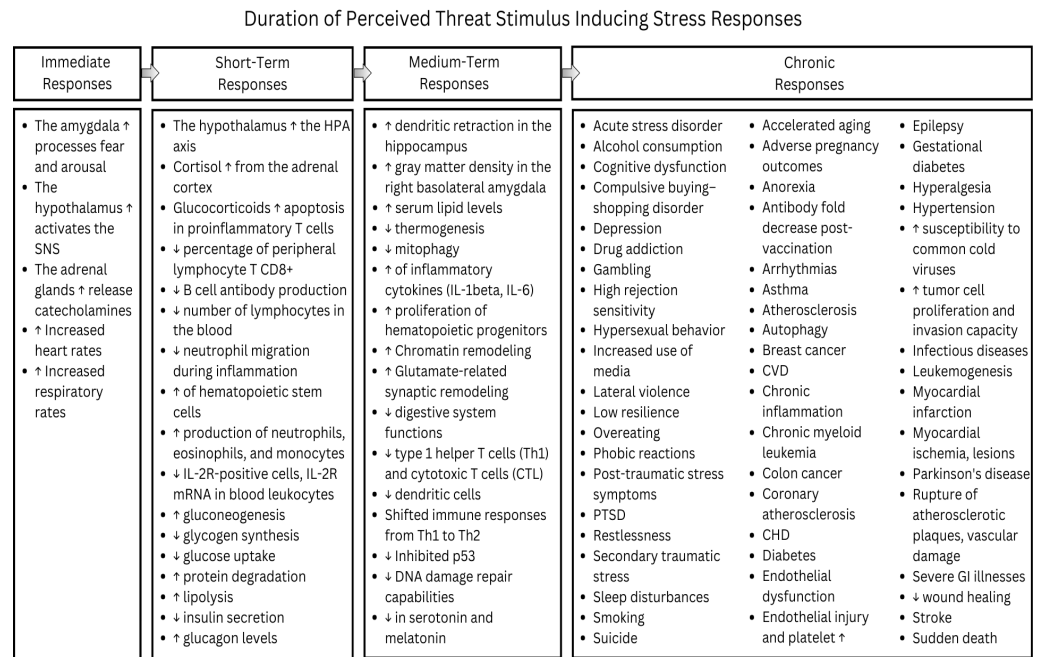 Duration of Perceived Threat Stimulus Inducing Stress Responses
Immediate
Responses
Short-Term
Responses
Medium-Term
Responses
Chronic
Responses
• The amygdala ↑
processes fear
and arousal
• The
hypothalamus ↑
activates the
SNS
• The adrenal
glands ↑ release
catecholamines
• ↑ Increased
heart rates
• ↑ Increased
respiratory
rates
• The hypothalamus ↑ the HPA
axis
• Cortisol ↑ from the adrenal
cortex
• Glucocorticoids ↑ apoptosis
in proinflammatory T cells
• ↓ percentage of peripheral
lymphocyte T CD8+
• ↓ B cell antibody production
• ↓ number of lymphocytes in
the blood
• ↓ neutrophil migration
during inflammation
• ↑ of hematopoietic stem
cells
• ↑ production of neutrophils,
eosinophils, and monocytes
• ↓ IL-2R-positive cells, IL-2R
mRNA in blood leukocytes
• ↑ gluconeogenesis
• ↓ glycogen synthesis
• ↓ glucose uptake
• ↑ protein degradation
• ↑ lipolysis
• ↓ insulin secretion
• ↑ glucagon levels
• ↑ dendritic retraction in the
hippocampus
• ↑ gray matter density in the
right basolateral amygdala
• ↑ serum lipid levels
• ↓ thermogenesis
• ↓ mitophagy
• ↑ of inflammatory
cytokines (IL-1beta, IL-6)
• ↑ proliferation of
hematopoietic progenitors
• ↑ Chromatin remodeling
• ↑ Glutamate-related
synaptic remodeling
• ↓ digestive system
functions
• ↓ type 1 helper T cells (Th1)
and cytotoxic T cells (CTL)
• ↓ dendritic cells
• Shifted immune responses
from Th1 to Th2
• ↓ Inhibited p53
• ↓ DNA damage repair
capabilities
• ↓ in serotonin and
melatonin
• Acute stress disorder
• Alcohol consumption
• Cognitive dysfunction
• Compulsive buying–
shopping disorder
• Depression
• Drug addiction
• Gambling
• High rejection
sensitivity
• Hypersexual behavior
• Increased use of
media
• Lateral violence
• Low resilience
• Overeating
• Phobic reactions
• Post-traumatic stress
symptoms
• PTSD
• Restlessness
• Secondary traumatic
stress
• Sleep disturbances
• Smoking
• Suicide
• Accelerated aging
• Adverse pregnancy
outcomes
• Anorexia
• Antibody fold
decrease post-
vaccination
• Arrhythmias
• Asthma
• Atherosclerosis
• Autophagy
• Breast cancer
• CVD
• Chronic
inflammation
• Chronic myeloid
leukemia
• Colon cancer
• Coronary
atherosclerosis
• CHD
• Diabetes
• Endothelial
dysfunction
• Endothelial injury
and platelet ↑
• Epilepsy
• Gestational
diabetes
• Hyperalgesia
• Hypertension
• ↑ susceptibility to
common cold
viruses
• ↑ tumor cell
proliferation and
invasion capacity
• Infectious diseases
• Leukemogenesis
• Myocardial
infarction
• Myocardial
ischemia, lesions
• Parkinson's disease
• Rupture of
atherosclerotic
plaques, vascular
damage
• Severe GI illnesses
• ↓ wound healing
• Stroke
• Sudden death